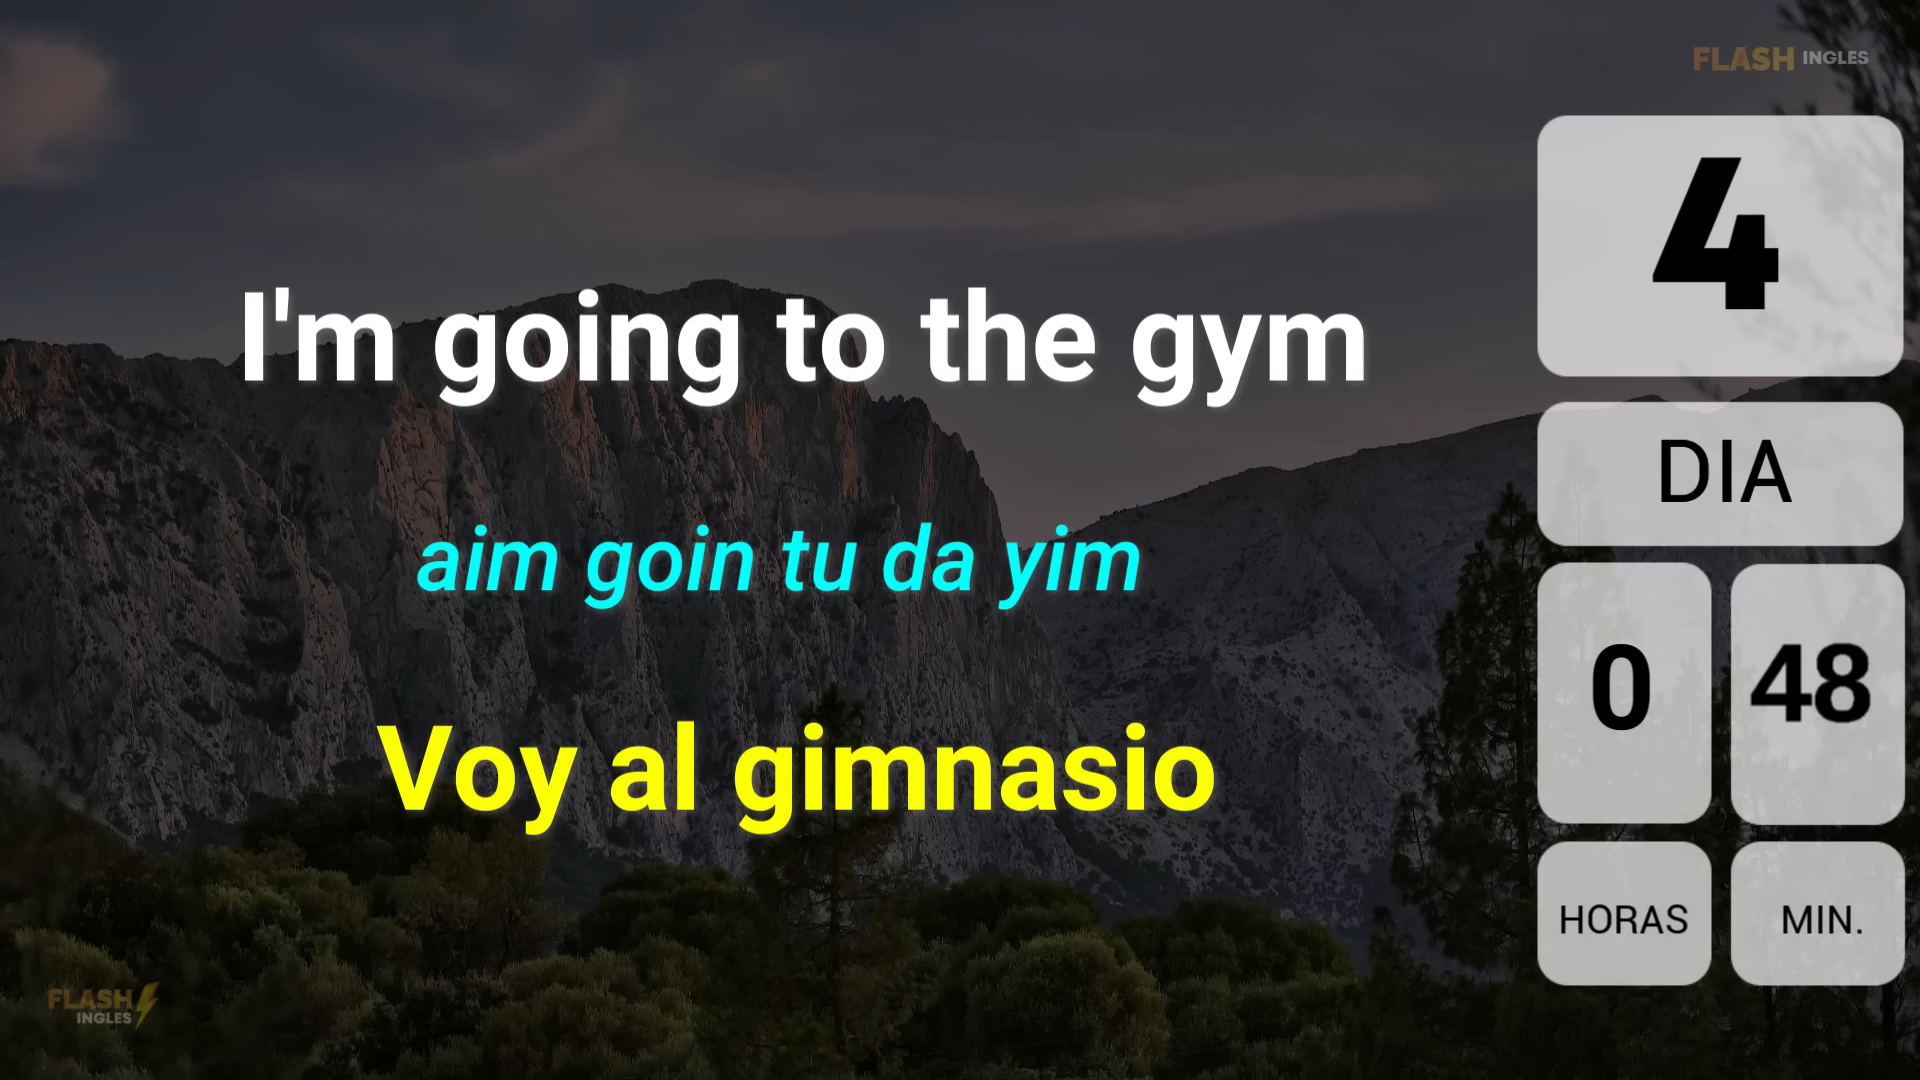 FLASH INGLES
4
DIA
0 48
HORAS MIN.
I'm going to the gym
aim goin tu da yim
Voy al gimnasio
FLASH
INGLES